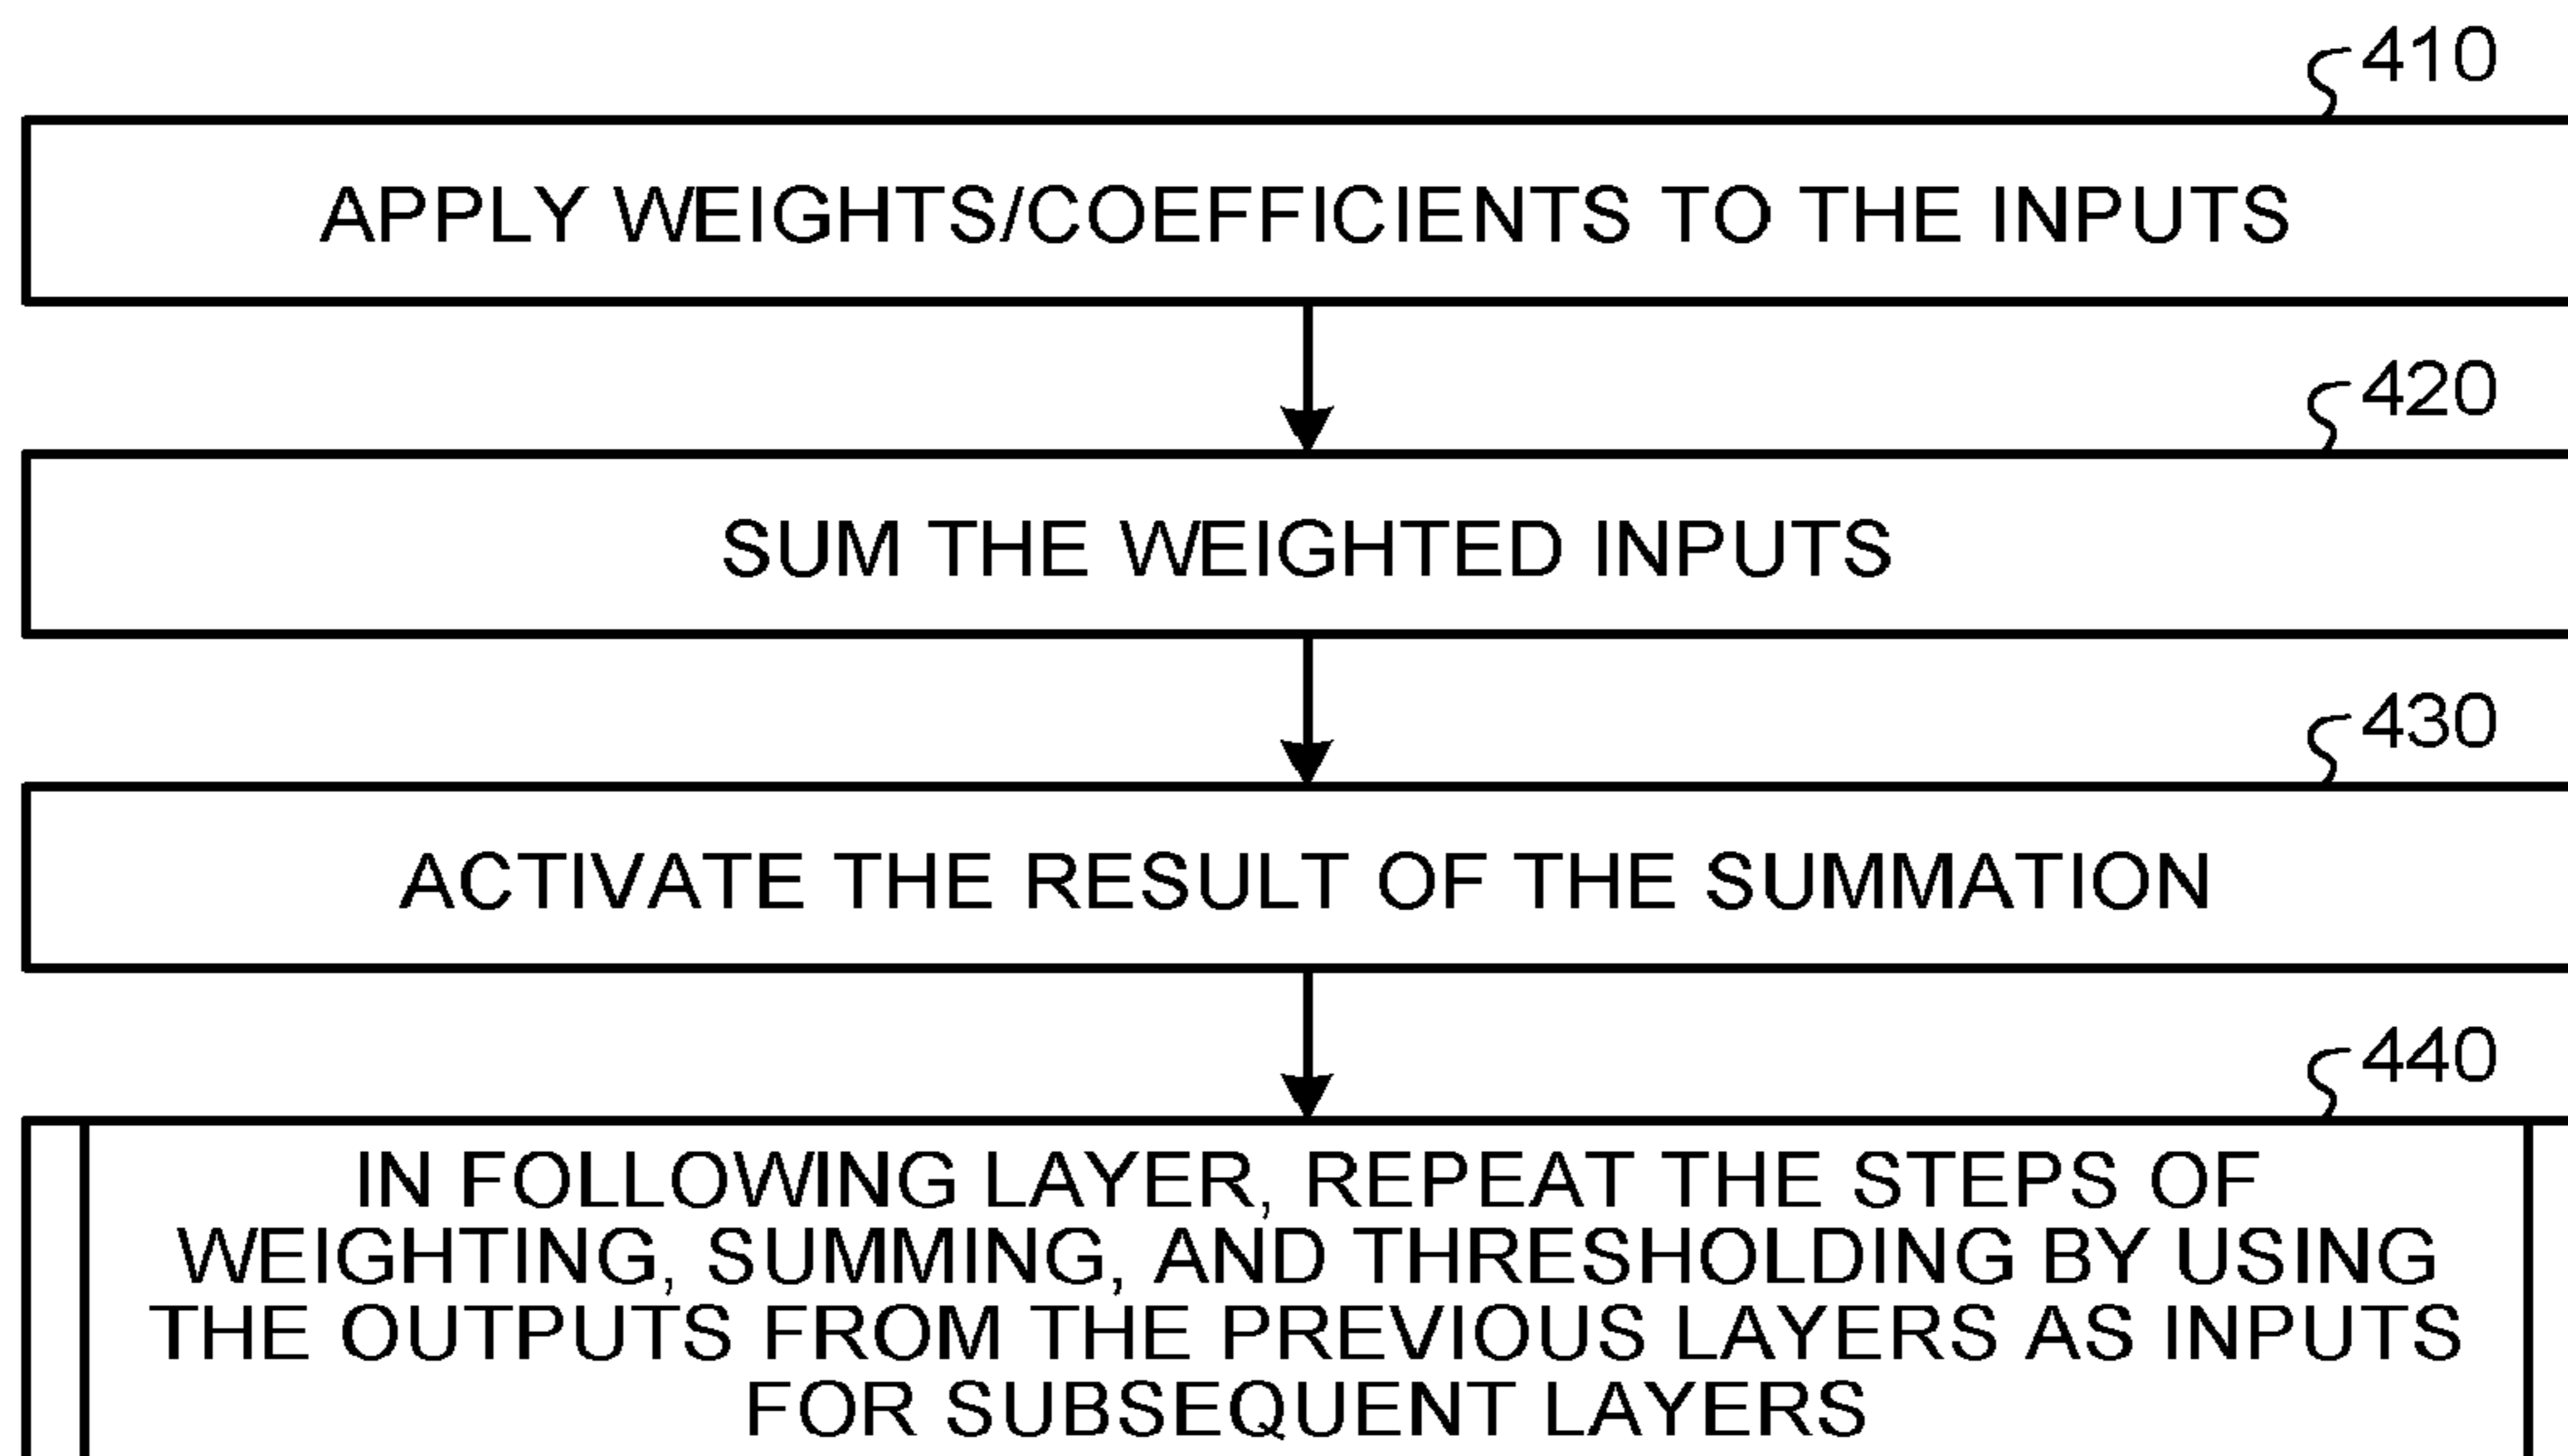 410
APPLY WEIGHTS/COEFFICIENTS TO THE INPUTS
420
SUM THE WEIGHTED INPUTS
430
ACTIVATE THE RESULT OF THE SUMMATION
440
IN FOLLOWING LAYER, REPEAT THE STEPS OF
WEIGHTING, SUMMING, AND THRESHOLDING BY USING
THE OUTPUTS FROM THE PREVIOUS LAYERS AS INPUTS
FOR SUBSEQUENT LAYERS